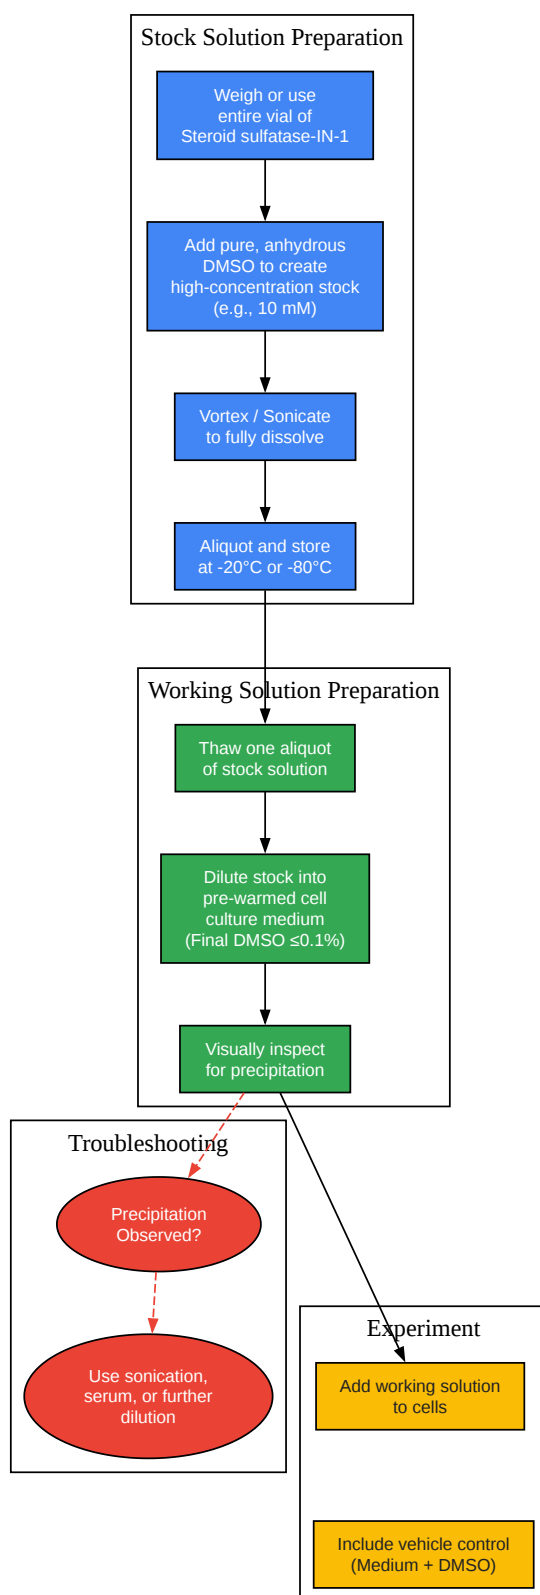 Stock Solution Preparation
Weigh or use
entire vial of
Steroid sulfatase-IN-1
Add pure, anhydrous
DMSO to create
high-concentration stock
(e.g., 10 mM)
Vortex / Sonicate
to fully dissolve
Aliquot and store
at -20°C or -80°C
Working Solution Preparation
Thaw one aliquot
of stock solution
Dilute stock into
pre-warmed cell
culture medium
(Final DMSO ≤0.1%)
Visually inspect
for precipitation
Troubleshooting
Precipitation
Observed?
Use sonication,
serum, or further
dilution
Experiment
Add working solution
to cells
Include vehicle control
(Medium + DMSO)